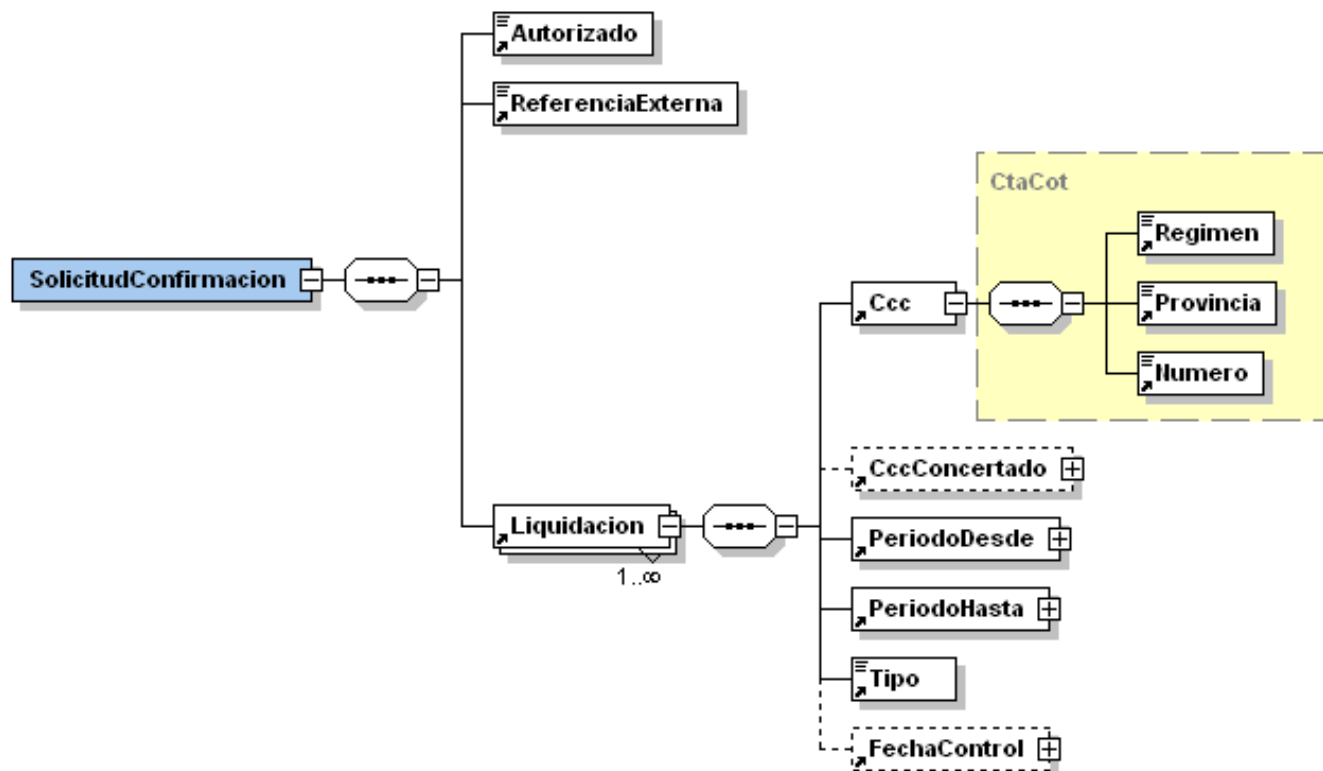 Autorizado
ReferenciaExterna
CtaCot
Regimen
SolicitudConfirmacion
Ccc
Provincia
Numero
CccConcertado
Liquidacion
PeriodoDesde
1..∞
PeriodoHasta
Tipo
FechaControl